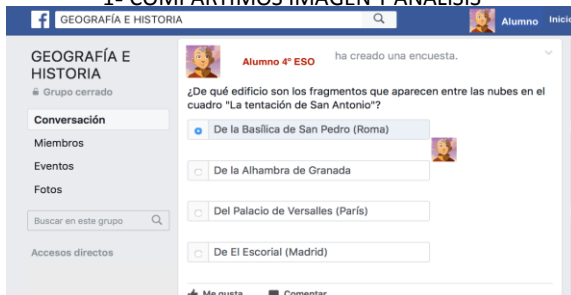 1- COMPARTIMOS IMAGEN Y ANÁLISIS
GEOGRAFÍA E HISTORIA
Alumno Inicio
GEOGRAFÍA E
HISTORIA
Grupo cerrado
Conversación
Miembros
Eventos
Fotos
Buscar en este grupo
Accesos directos
Alumno 4º ESO ha creado una encuesta.
¿De qué edificio son los fragmentos que aparecen entre las nubes en el
cuadro "La tentación de San Antonio"?
De la Basílica de San Pedro (Roma)
De la Alhambra de Granada
Del Palacio de Versalles (París)
De El Escorial (Madrid)
Me gusta Comentar